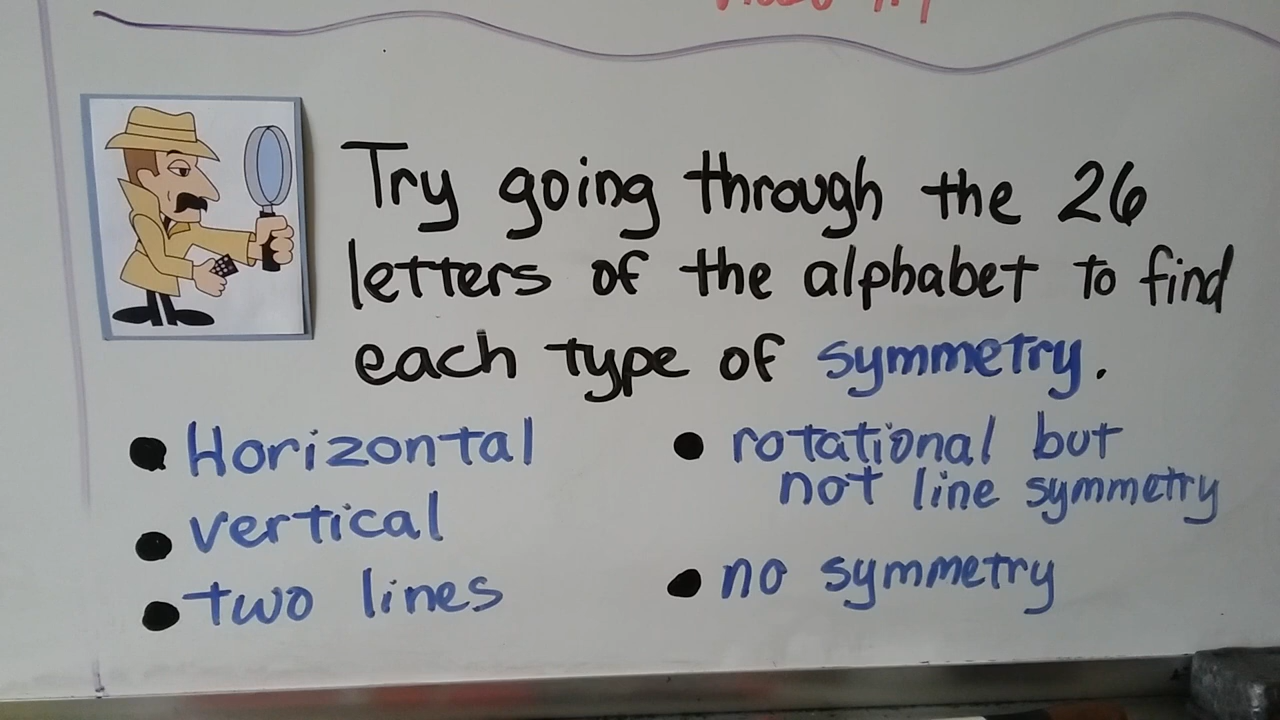 Try going through the 26
letters of the alphabet to find
each type of symmetry.
• Horizontal
• vertical
• two lines
• rotational but
not line symmetry
• no symmetry